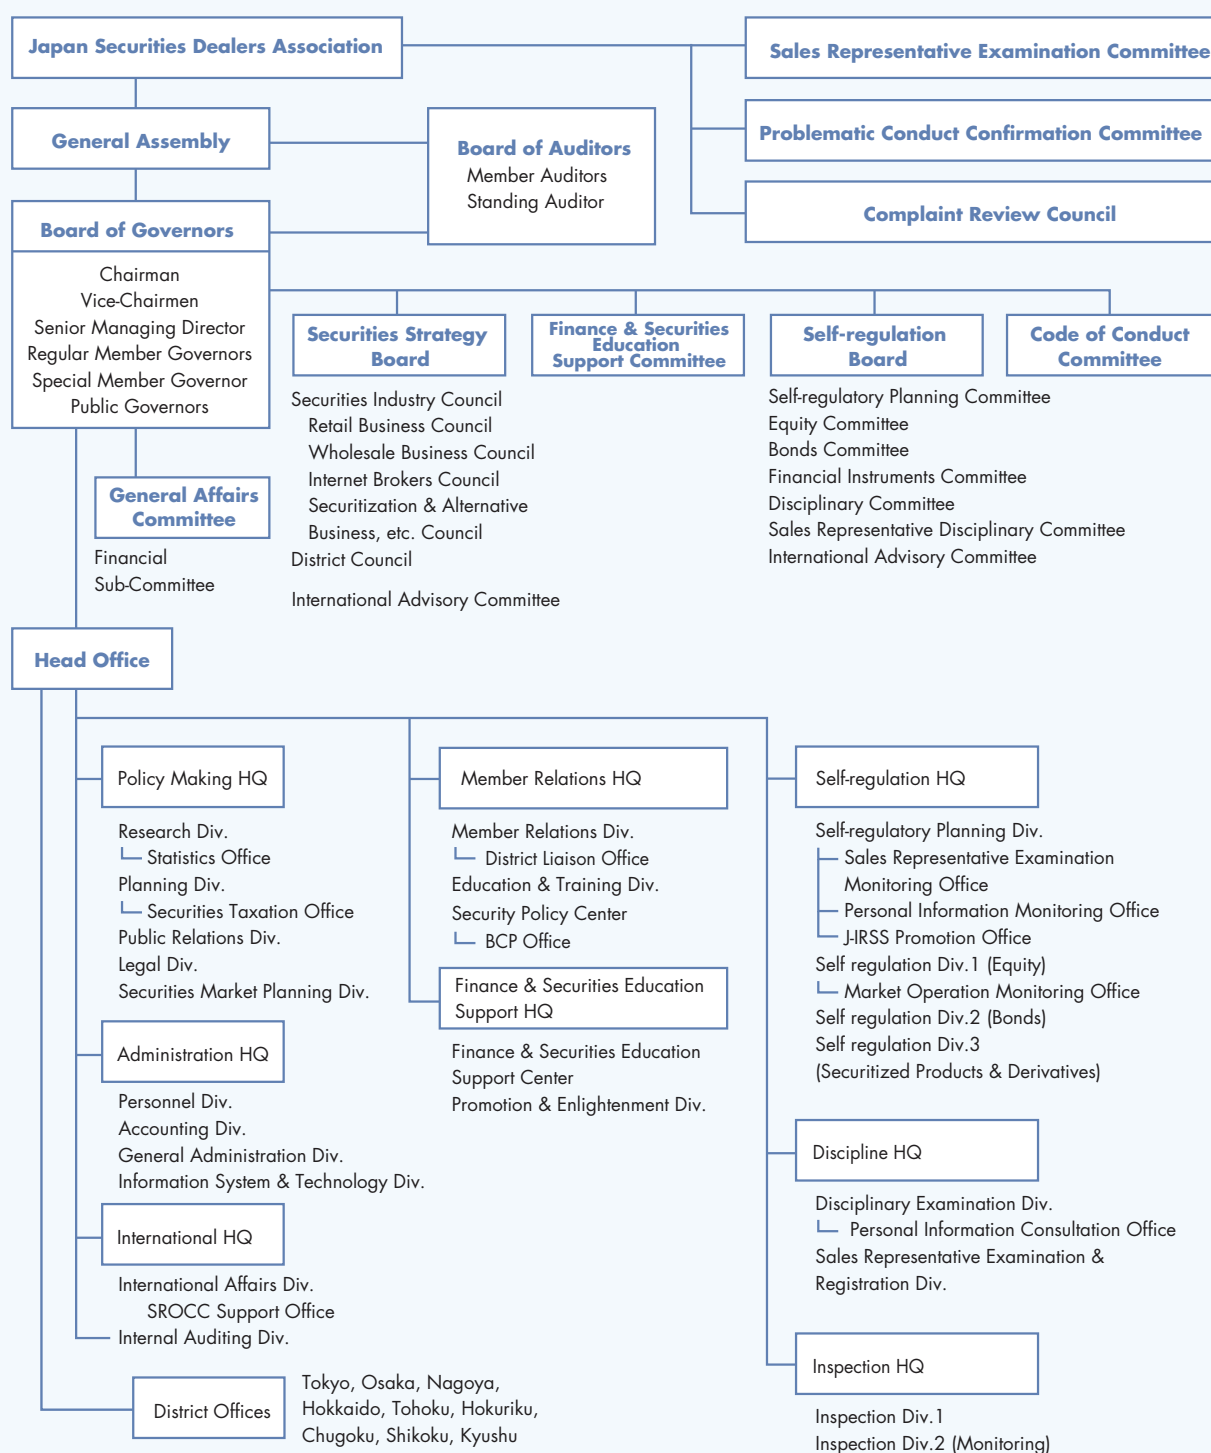 Japan Securities Dealers Association
Sales Representative Examination Committee
General Assembly
Board of Auditors
Member Auditors
Standing Auditor
Problematic Conduct Confirmation Committee
Complaint Review Council
Board of Governors
Chairman
Vice-Chairmen
Senior Managing Director
Regular Member Governors
Special Member Governor
Public Governors
Securities Strategy
Board
Securities Industry Council
Retail Business Council
Wholesale Business Council
Internet Brokers Council
Securitization & Alternative
Business, etc. Council
District Council
International Advisory Committee
Finance & Securities
Education
Support Committee
Self-regulation
Board
Self-regulatory Planning Committee
Equity Committee
Bonds Committee
Financial Instruments Committee
Disciplinary Committee
Sales Representative Disciplinary Committee
International Advisory Committee
Code of Conduct
Committee
General Affairs
Committee
Financial
Sub-Committee
Head Office
Policy Making HQ
Research Div.
Statistics Office
Planning Div.
Securities Taxation Office
Public Relations Div.
Legal Div.
Securities Market Planning Div.
Administration HQ
Personnel Div.
Accounting Div.
General Administration Div.
Information System & Technology Div.
International HQ
International Affairs Div.
SROCC Support Office
Internal Auditing Div.
District Offices
Tokyo, Osaka, Nagoya,
Hokkaido, Tohoku, Hokuriku,
Chugoku, Shikoku, Kyushu
Member Relations HQ
Member Relations Div.
District Liaison Office
Education & Training Div.
Security Policy Center
BCP Office
Finance & Securities Education
Support HQ
Finance & Securities Education
Support Center
Promotion & Enlightenment Div.
Self-regulation HQ
Self-regulatory Planning Div.
Sales Representative Examination
Monitoring Office
Personal Information Monitoring Office
J-IRSS Promotion Office
Self regulation Div.1 (Equity)
Market Operation Monitoring Office
Self regulation Div.2 (Bonds)
Self regulation Div.3
(Securitized Products & Derivatives)
Discipline HQ
Disciplinary Examination Div.
Personal Information Consultation Office
Sales Representative Examination &
Registration Div.
Inspection HQ
Inspection Div.1
Inspection Div.2 (Monitoring)